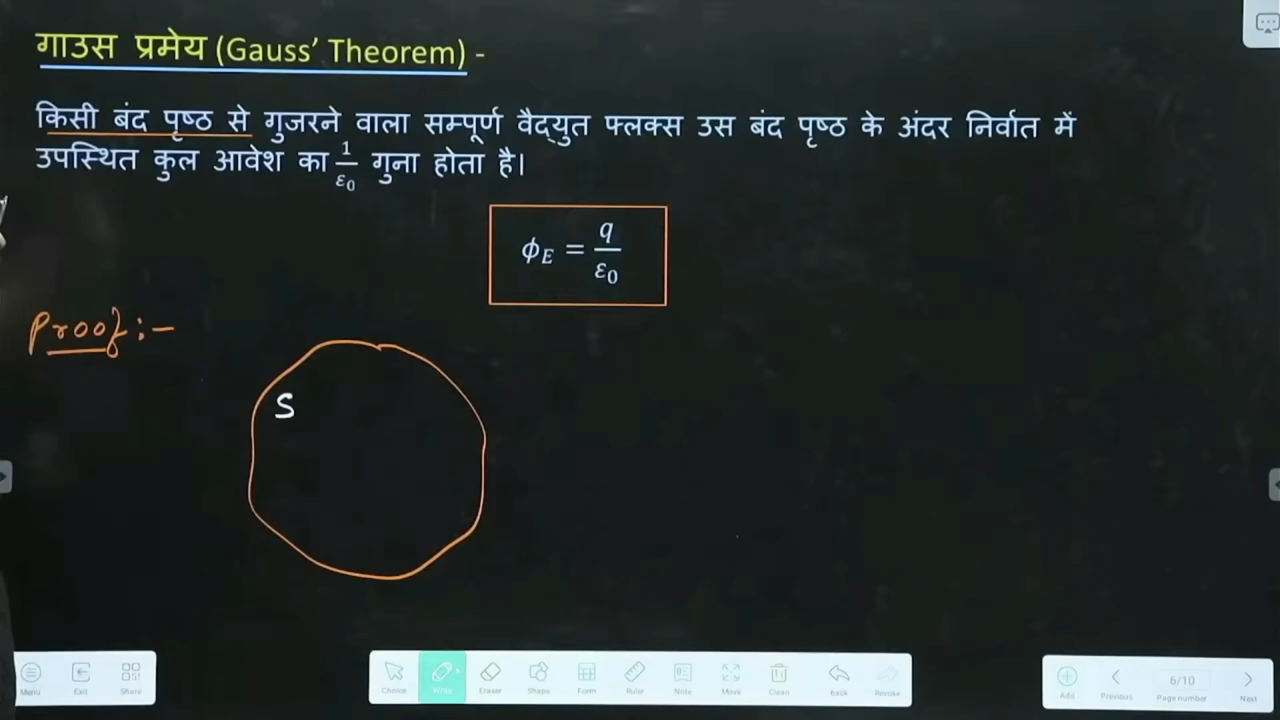 गाउस प्रमेय (Gauss’ Theorem) -
किसी बंद पृष्ठ से गुजरने वाला सम्पूर्ण वैद्युत फ्लक्स उस बंद पृष्ठ के अंदर निर्वात में
उपस्थित कुल आवेश का 1/ε₀ गुना होता है।
ϕ_E = q/ε₀
Proof:-
S
Menu Exit Share Choice Write Eraser Shape Form Ruler Note Move Clean Back Revoke Add Previous 6/10 Page number Next